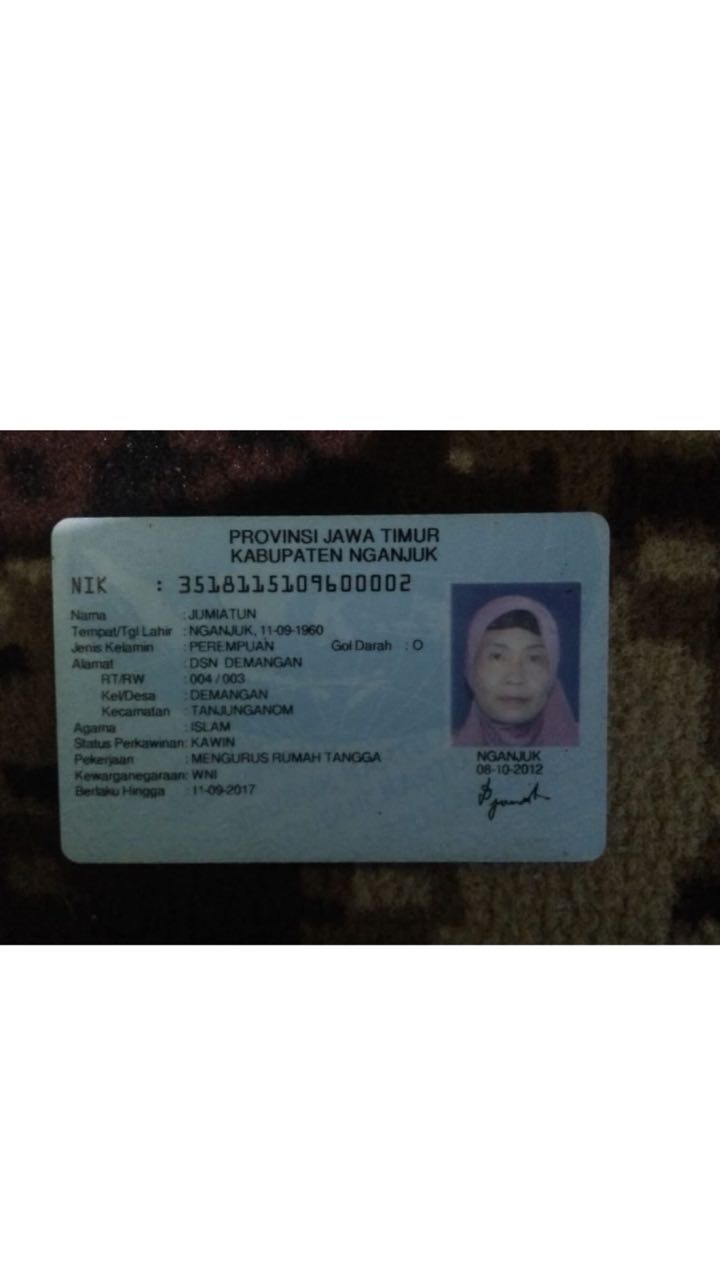 PROVINSI JAWA TIMUR
KABUPATEN NGANJUK
NIK : 3518115109600002
Nama : JUMIATUN
Tempat/Tgl Lahir : NGANJUK, 11-09-1960
Jenis Kelamin : PEREMPUAN Gol Darah : O
Alamat : DSN DEMANGAN
RT/RW : 004 / 003
Kel/Desa : DEMANGAN
Kecamatan : TANJUNGANOM
Agama : ISLAM
Status Perkawinan: KAWIN
Pekerjaan : MENGURUS RUMAH TANGGA
Kewarganegaraan: WNI
Berlaku Hingga : 11-09-2017
NGANJUK
08-10-2012